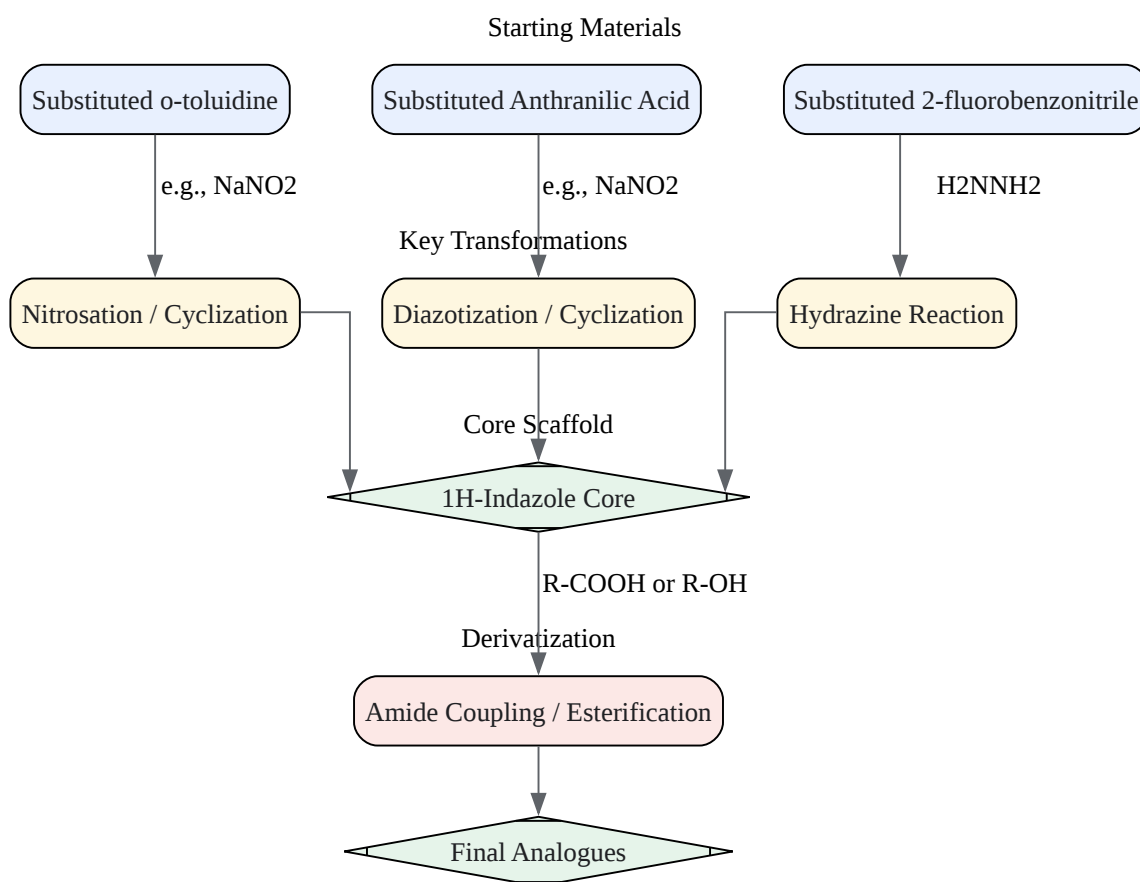 Starting Materials
Substituted o-toluidine
Substituted Anthranilic Acid
Substituted 2-fluorobenzonitrile
e.g., NaNO2
e.g., NaNO2
H2NNH2
Key Transformations
Nitrosation / Cyclization
Diazotization / Cyclization
Hydrazine Reaction
Core Scaffold
1H-Indazole Core
R-COOH or R-OH
Derivatization
Amide Coupling / Esterification
Final Analogues